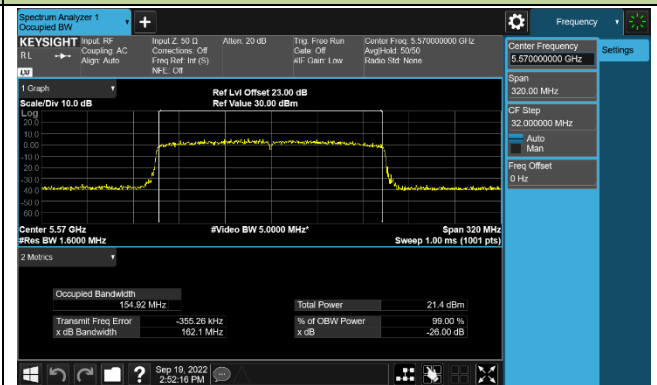 Spectrum Analyzer 1
Occupied BW
Frequency
KEYSIGHT
RL
Input: RF
Coupling: AC
Align: Auto
Input Z: 50 Ω
Corrections: Off
Freq Ref: Int (S)
NFE: Off
Atten: 20 dB
Trig: Free Run
Gate: Off
#IF Gain: Low
Center Freq: 5.570000000 GHz
Avg|Hold: 50/50
Radio Std: None
Center Frequency
5.570000000 GHz
Settings
Span
320.00 MHz
CF Step
32.000000 MHz
Auto
Man
Freq Offset
0 Hz
1 Graph
Scale/Div 10.0 dB
Ref Lvl Offset 23.00 dB
Ref Value 30.00 dBm
Log
20.0
10.0
0.00
-10.0
-20.0
-30.0
-40.0
-50.0
-60.0
Center 5.57 GHz
#Res BW 1.6000 MHz
#Video BW 5.0000 MHz*
Span 320 MHz
Sweep 1.00 ms (1001 pts)
2 Metrics
Occupied Bandwidth
154.92 MHz
Total Power 21.4 dBm
Transmit Freq Error -355.26 kHz
% of OBW Power 99.00 %
x dB Bandwidth 162.1 MHz
x dB -26.00 dB
Sep 19, 2022
2:52:16 PM